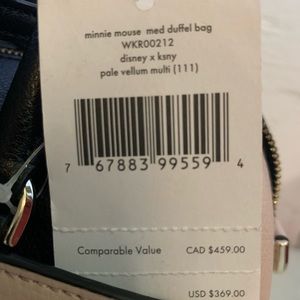 minnie mouse med duffel bag
WKR00212
disney x ksny
pale vellum multi (111)
7 67883 99559 4
Comparable Value CAD $459.00
USD $369.00